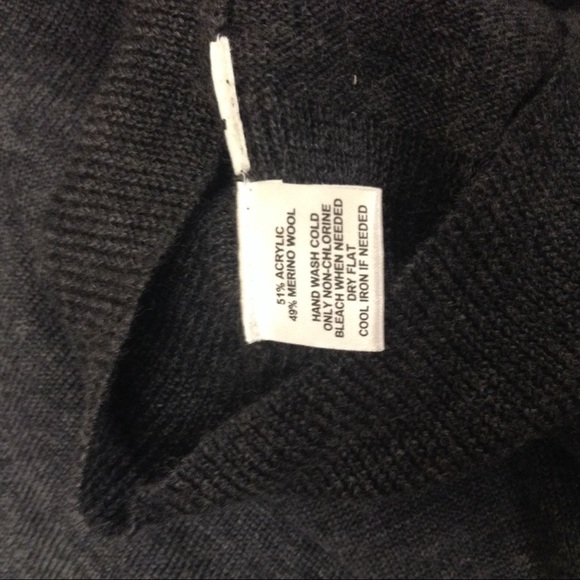 51% ACRYLIC
49% MERINO WOOL
HAND WASH COLD
ONLY NON-CHLORINE
BLEACH WHEN NEEDED
DRY FLAT
COOL IRON IF NEEDED